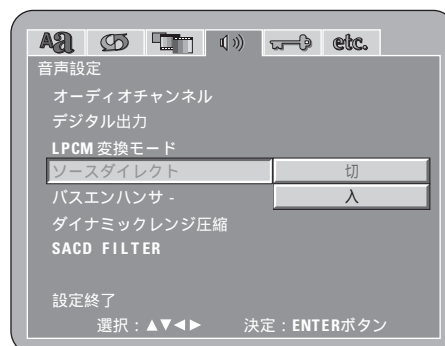 Aa etc.
音声設定
オーディオチャンネル
デジタル出力
LPCM 変換モード
ソースダイレクト 切
バスエンハンサ - 入
ダイナミックレンジ圧縮
SACD FILTER
設定終了
選択：▲▼◀▶ 決定：ENTERボタン